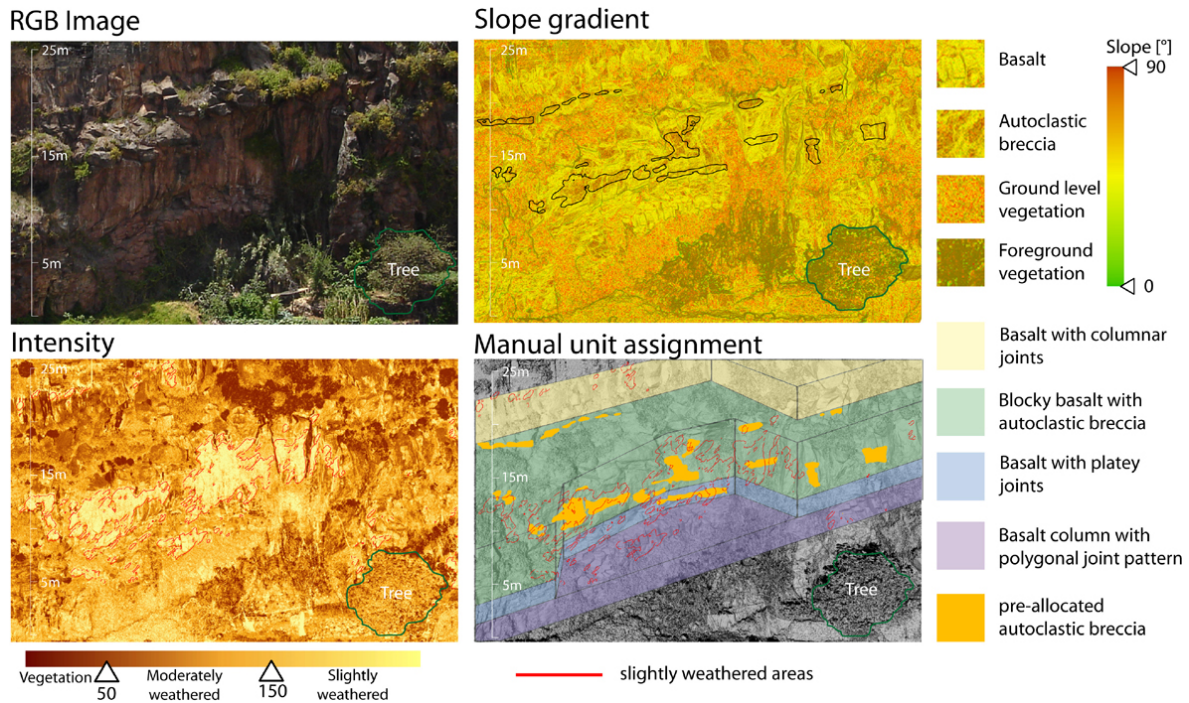 RGB Image
25m
15m
5m
Tree
Slope gradient
25m
15m
5m
Tree
Basalt
Autoclastic
breccia
Ground level
vegetation
Foreground
vegetation
Slope [°]
90
0
Intensity
25m
15m
5m
Tree
Vegetation
50
Moderately
weathered
150
Slightly
weathered
Manual unit assignment
25m
15m
5m
Tree
slightly weathered areas
Basalt with columnar
joints
Blocky basalt with
autoclastic breccia
Basalt with platey
joints
Basalt column with
polygonal joint pattern
pre-allocated
autoclastic breccia